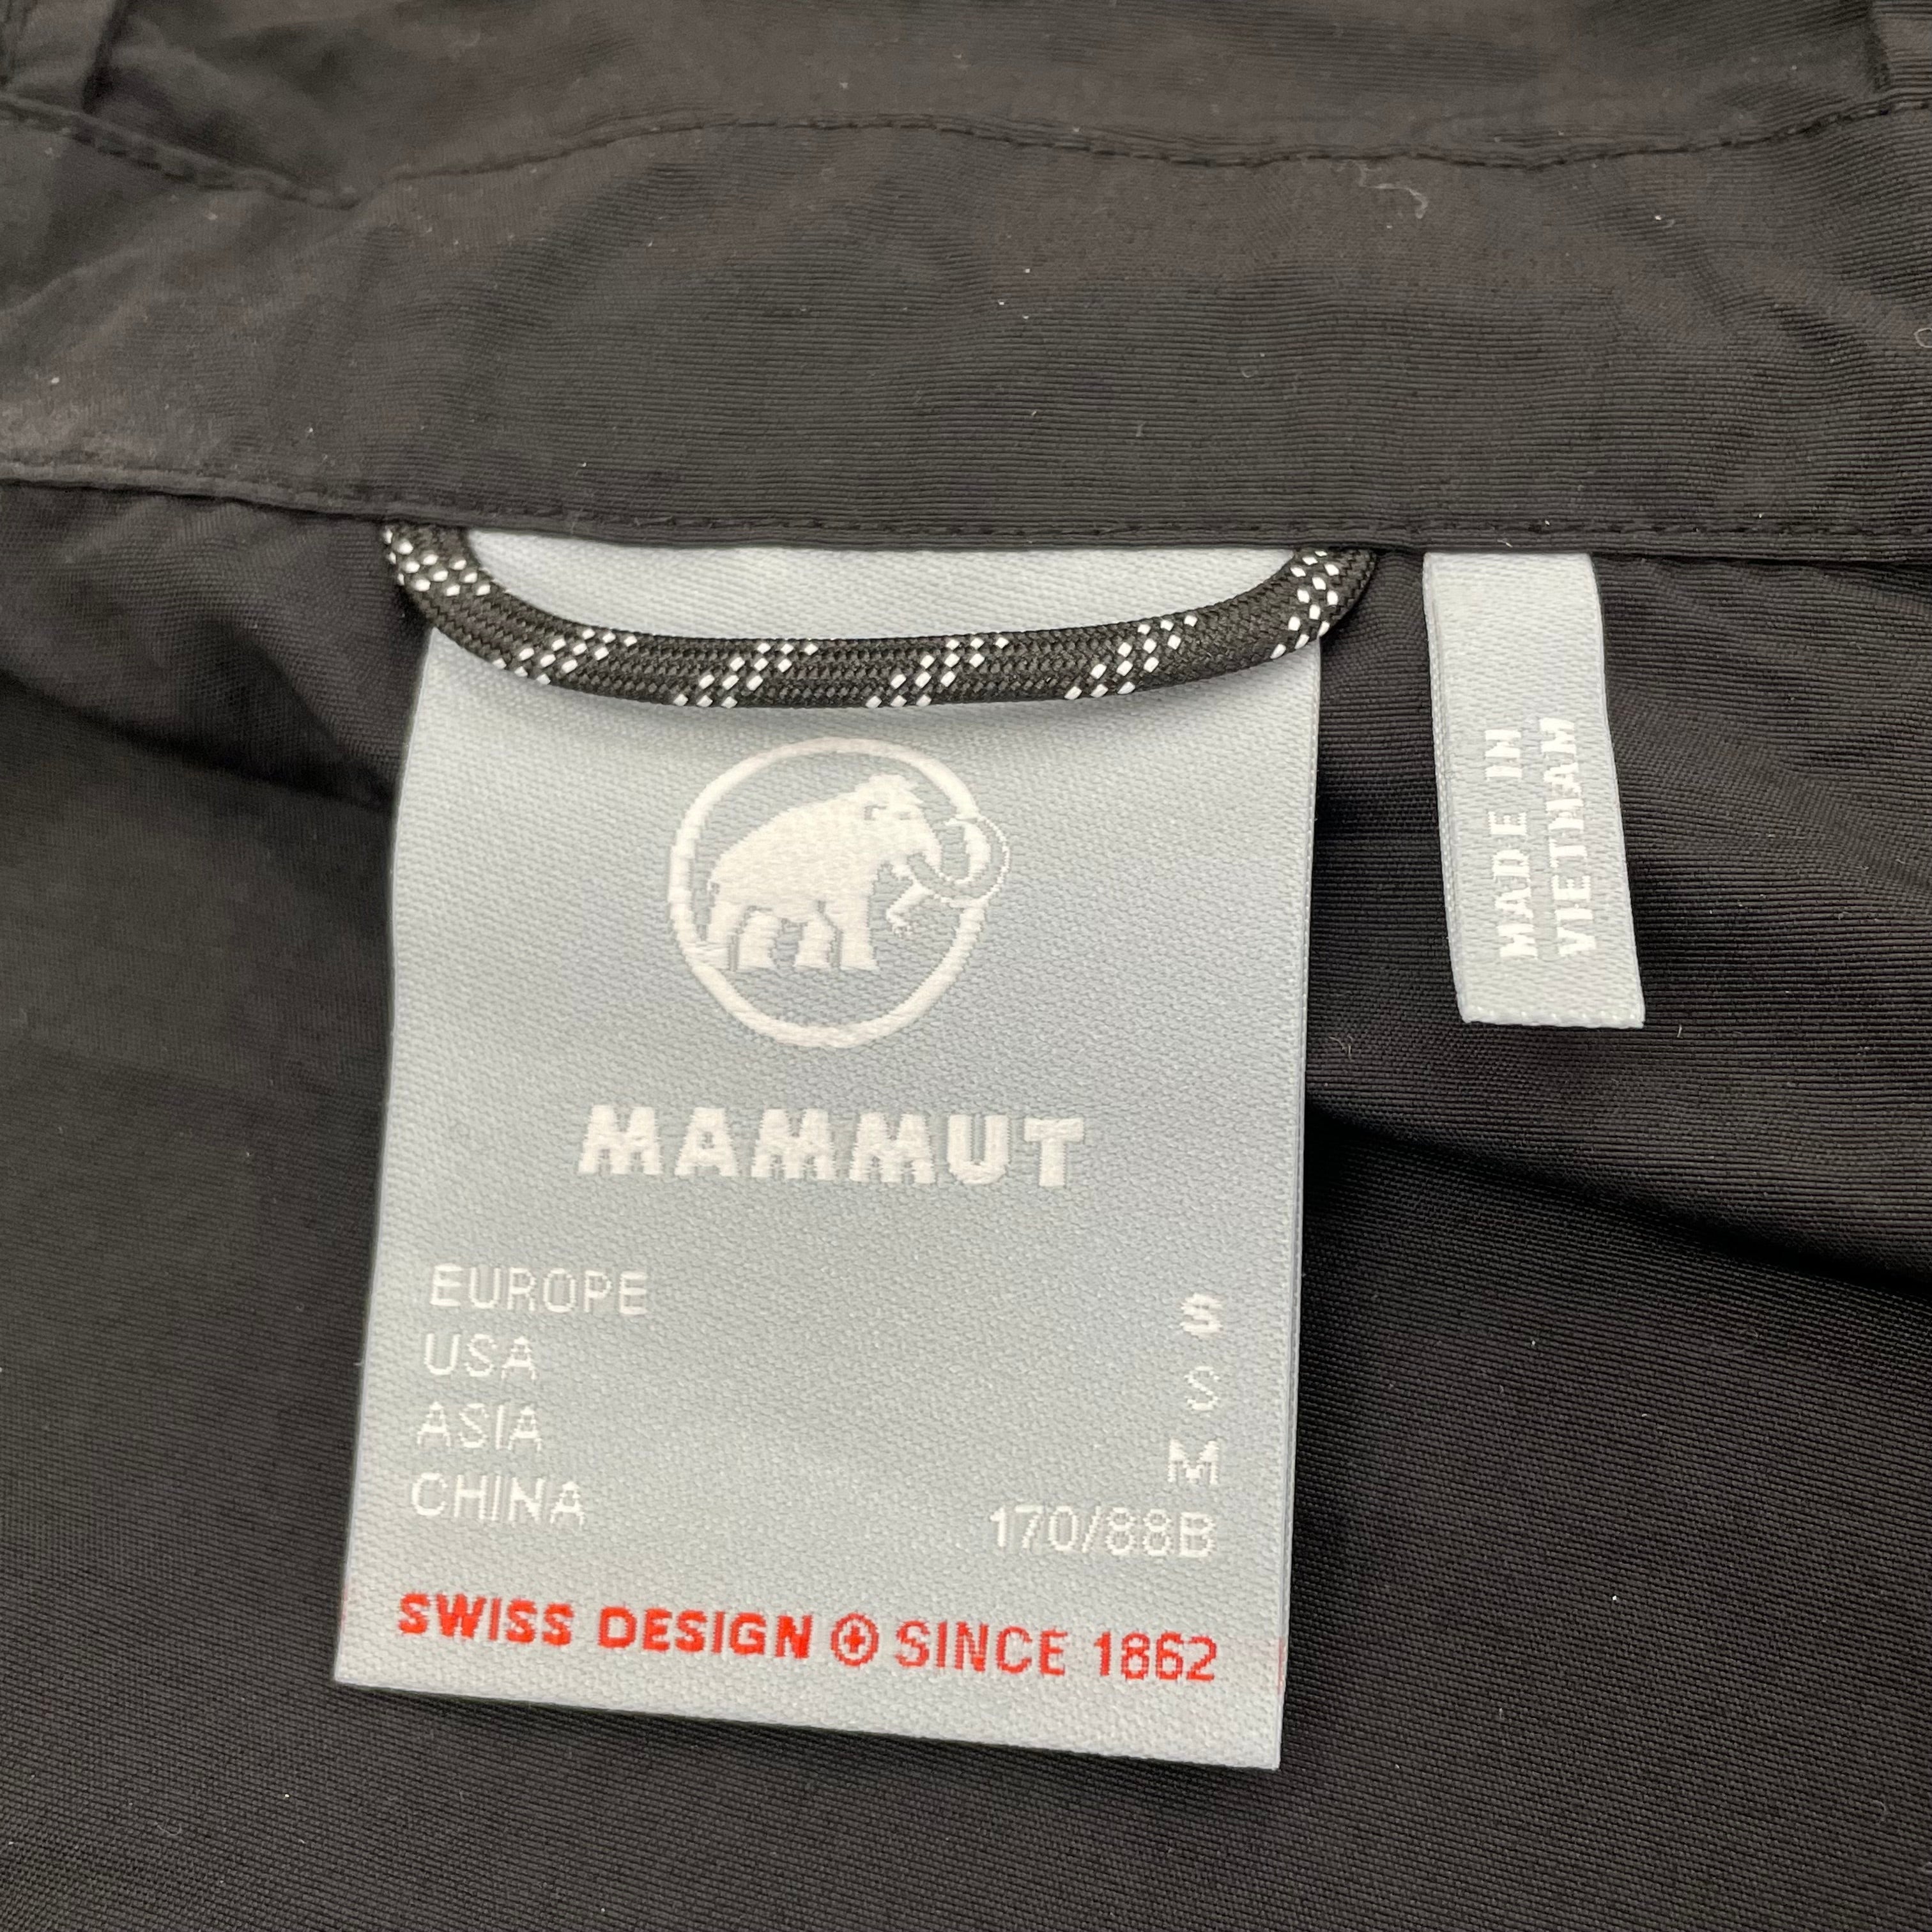 MAMMUT
EUROPE S
USA S
ASIA M
CHINA 170/88B
SWISS DESIGN SINCE 1862
MADE IN
VIETNAM